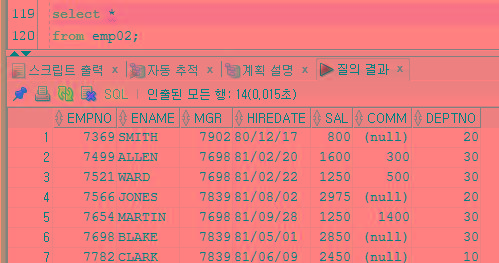 119 select *
120 from emp02;
스크립트 출력 × 자동 추적 × 계획 설명 × 질의 결과 ×
SQL | 인출된 모든 행: 14(0,015초)
EMPNO ENAME MGR HIREDATE SAL COMM DEPTNO
1 7369 SMITH 7902 80/12/17 800 (null) 20
2 7499 ALLEN 7698 81/02/20 1600 300 30
3 7521 WARD 7698 81/02/22 1250 500 30
4 7566 JONES 7839 81/08/02 2975 (null) 20
5 7654 MARTIN 7698 81/09/28 1250 1400 30
6 7698 BLAKE 7839 81/05/01 2850 (null) 30
7 7782 CLARK 7839 81/06/09 2450 (null) 10